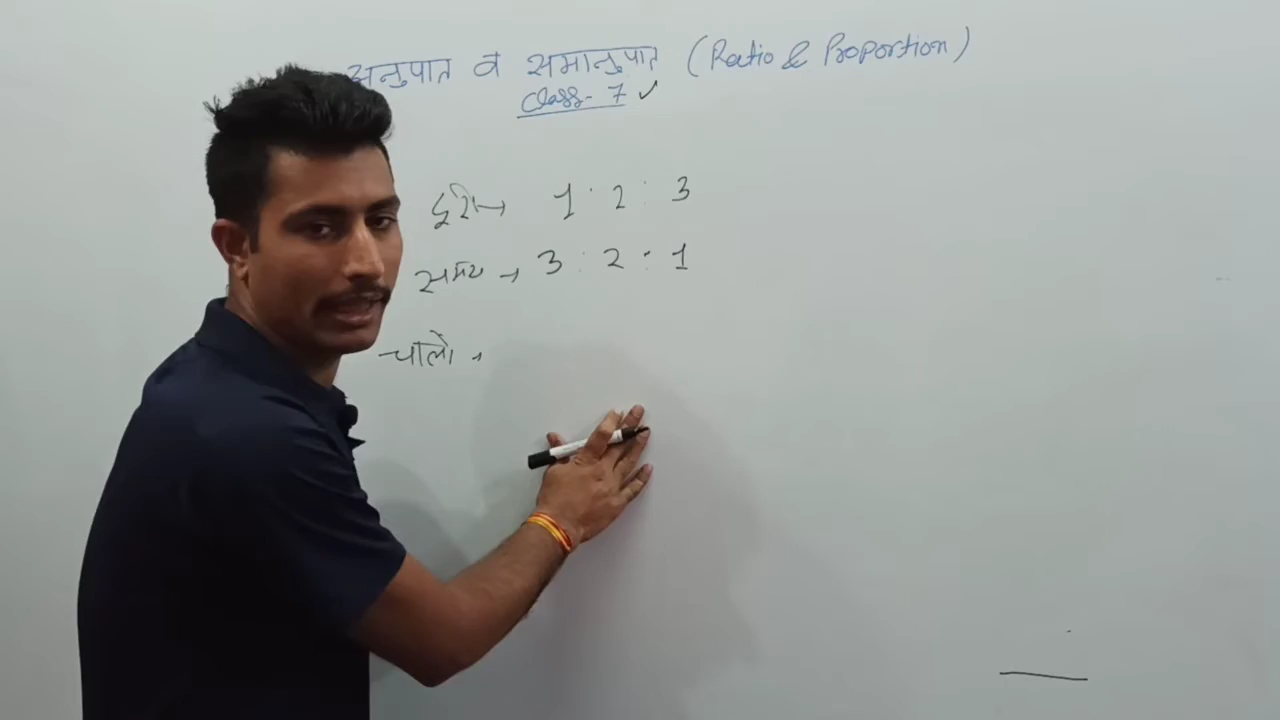 अनुपात व समानुपात (Ratio & Proportion)
Class- 7 ✓
दूरी → 1 : 2 : 3
समय → 3 : 2 : 1
चालों →